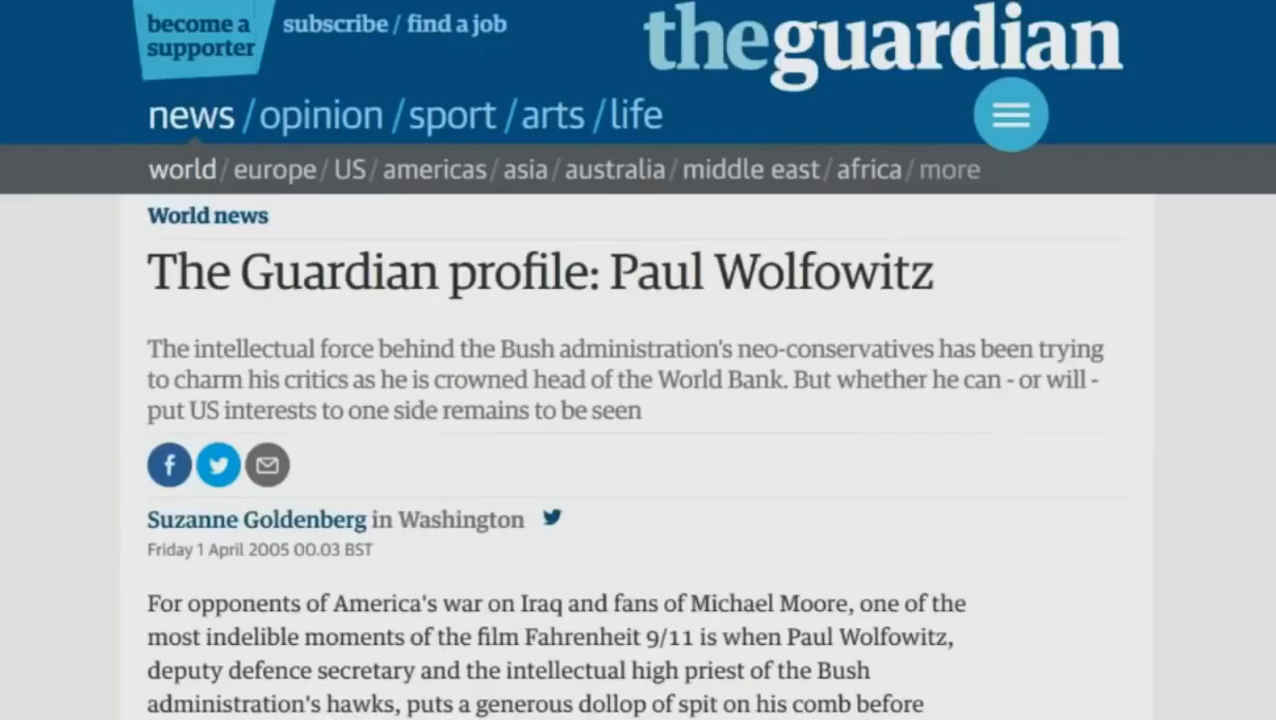 become a
supporter
subscribe / find a job
theguardian
news / opinion / sport / arts / life
world / europe / US / americas / asia / australia / middle east / africa / more
World news
The Guardian profile: Paul Wolfowitz
The intellectual force behind the Bush administration's neo-conservatives has been trying
to charm his critics as he is crowned head of the World Bank. But whether he can - or will -
put US interests to one side remains to be seen
Suzanne Goldenberg in Washington
Friday 1 April 2005 00.03 BST
For opponents of America's war on Iraq and fans of Michael Moore, one of the
most indelible moments of the film Fahrenheit 9/11 is when Paul Wolfowitz,
deputy defence secretary and the intellectual high priest of the Bush
administration's hawks, puts a generous dollop of spit on his comb before